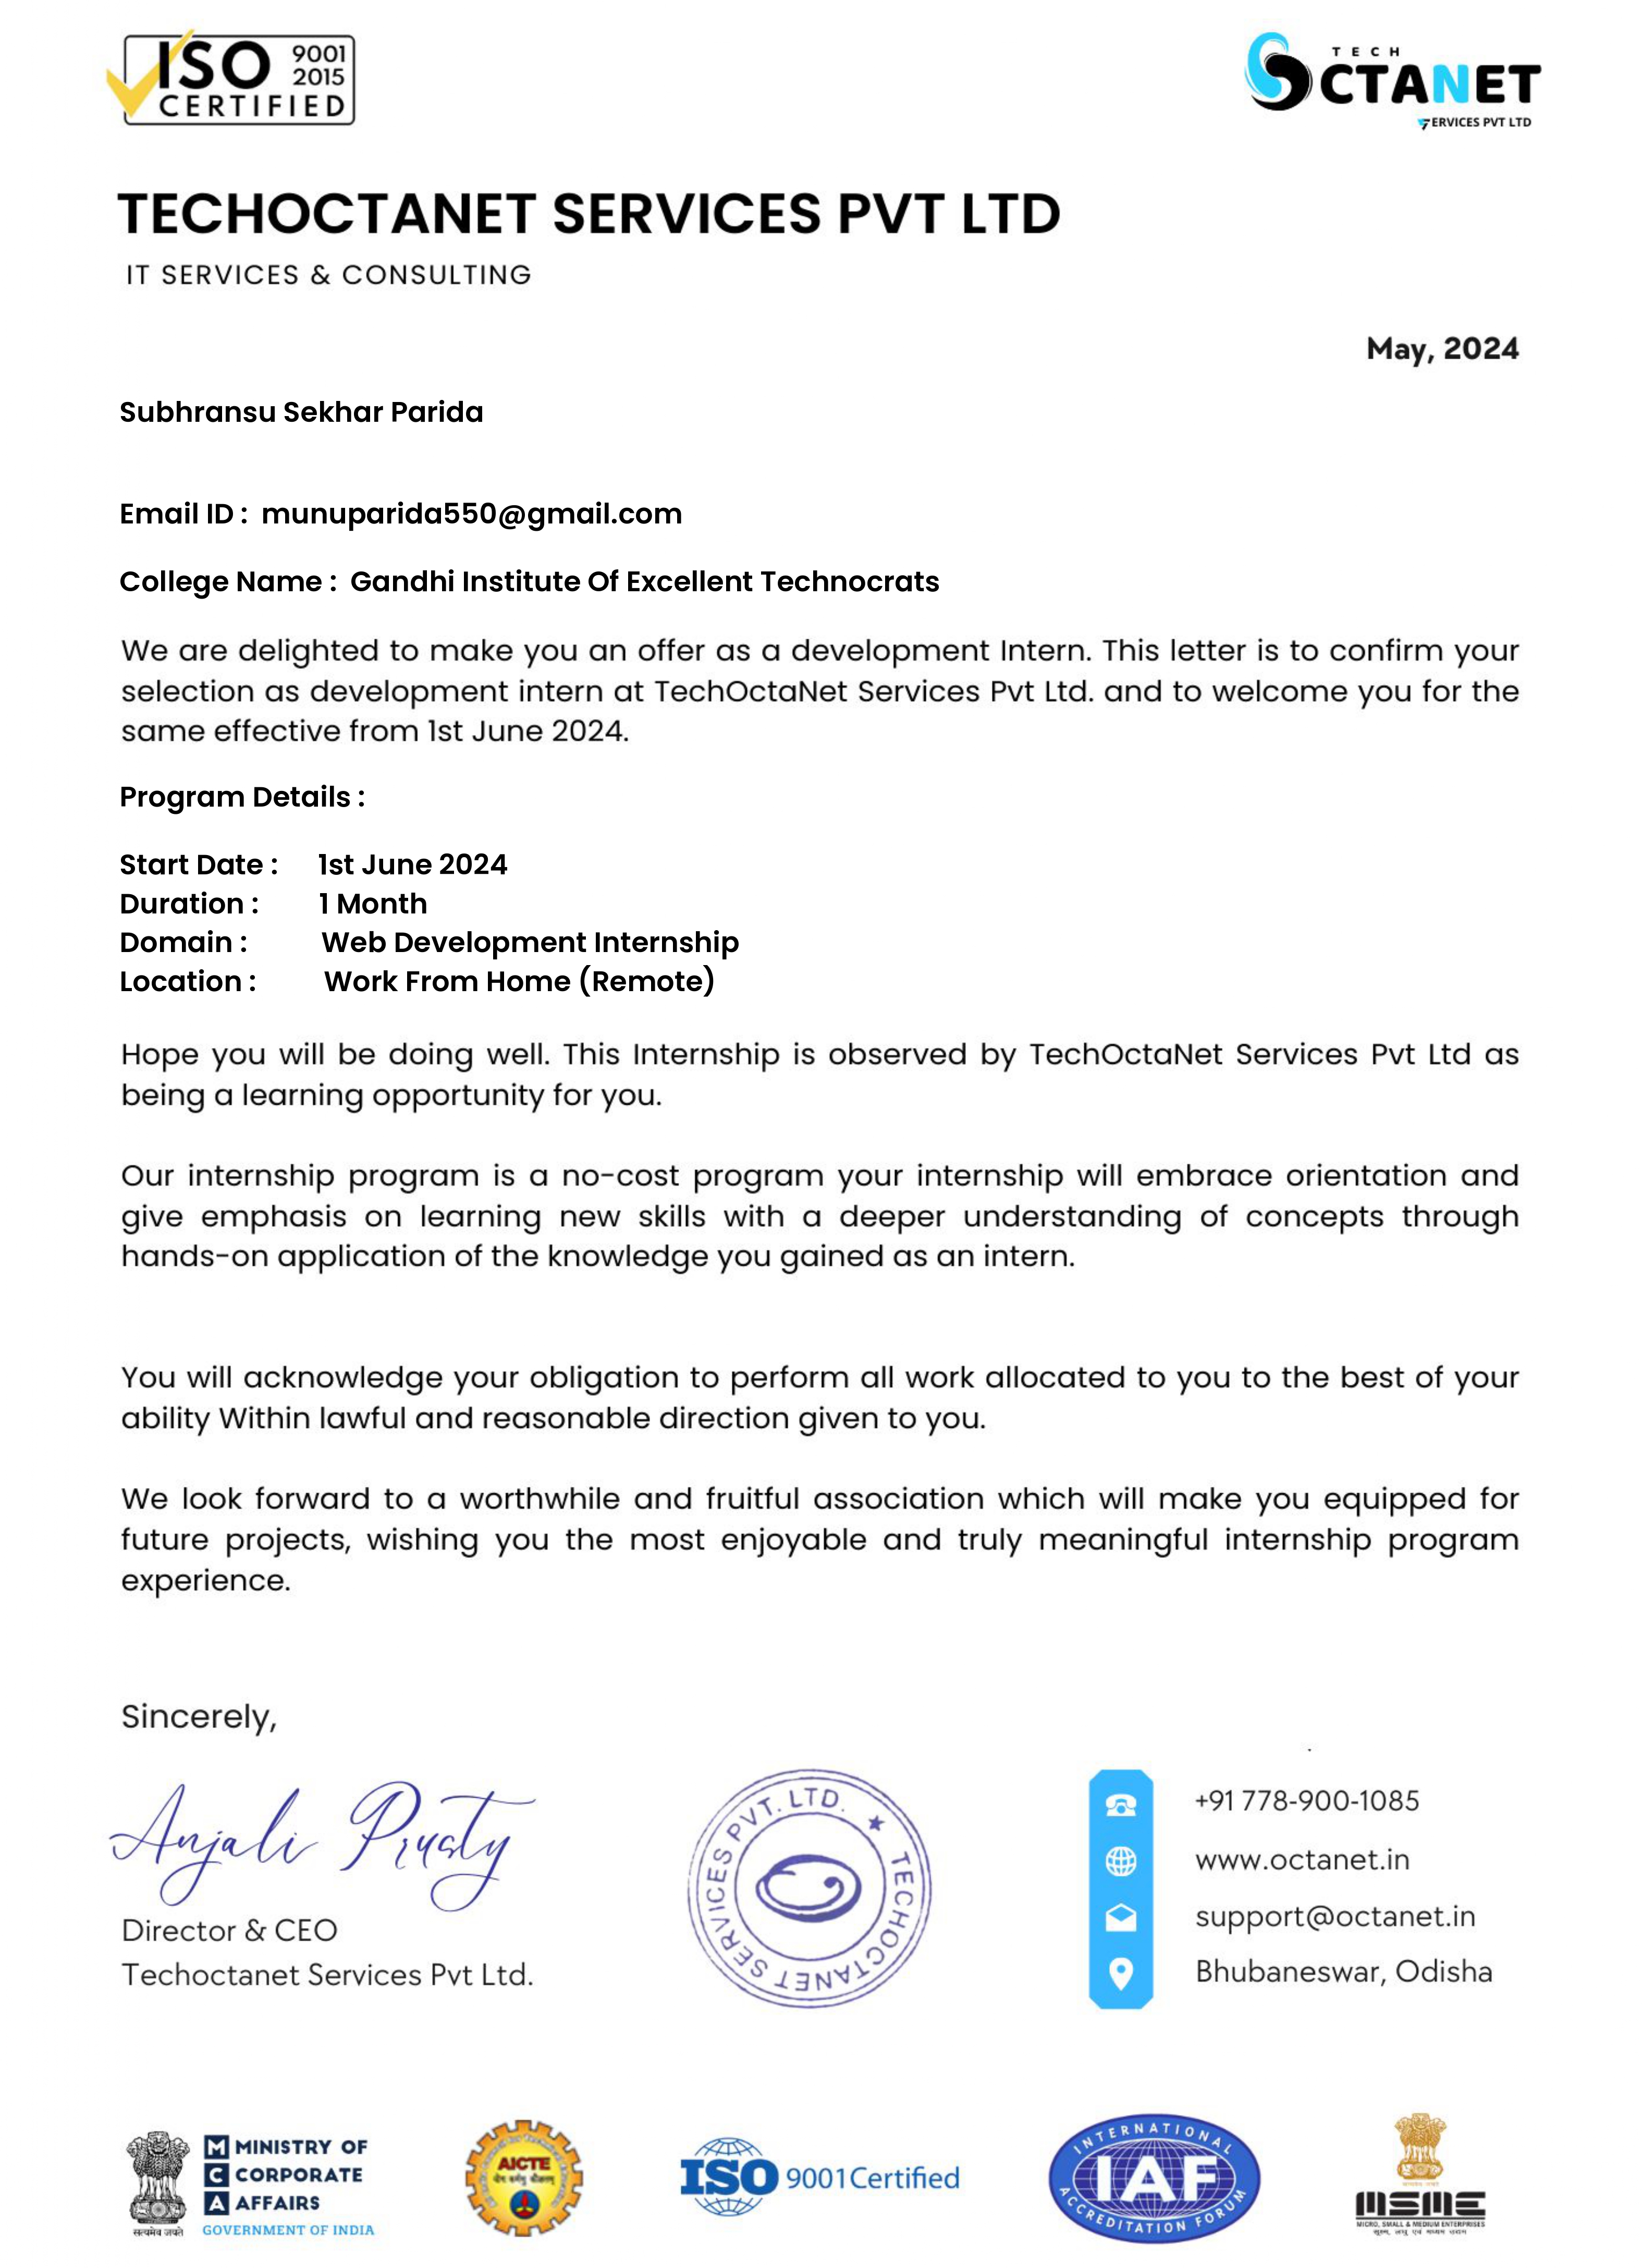 ISO 9001
2015
CERTIFIED
TECH
OCTANET
SERVICES PVT LTD
TECHOCTANET SERVICES PVT LTD
IT SERVICES & CONSULTING
May, 2024
Subhransu Sekhar Parida
Email ID : munuparida550@gmail.com
College Name : Gandhi Institute Of Excellent Technocrats
We are delighted to make you an offer as a development Intern. This letter is to confirm your
selection as development intern at TechOctaNet Services Pvt Ltd. and to welcome you for the
same effective from 1st June 2024.
Program Details :
Start Date : 1st June 2024
Duration : 1 Month
Domain : Web Development Internship
Location : Work From Home (Remote)
Hope you will be doing well. This Internship is observed by TechOctaNet Services Pvt Ltd as
being a learning opportunity for you.
Our internship program is a no-cost program your internship will embrace orientation and
give emphasis on learning new skills with a deeper understanding of concepts through
hands-on application of the knowledge you gained as an intern.
You will acknowledge your obligation to perform all work allocated to you to the best of your
ability Within lawful and reasonable direction given to you.
We look forward to a worthwhile and fruitful association which will make you equipped for
future projects, wishing you the most enjoyable and truly meaningful internship program
experience.
Sincerely,
Anjali Prusty
Director & CEO
Techoctanet Services Pvt Ltd.
TECHOCTANET SERVICES PVT. LTD. ★
+91 778-900-1085
www.octanet.in
support@octanet.in
Bhubaneswar, Odisha
सत्यमेव जयते
M MINISTRY OF
C CORPORATE
A AFFAIRS
GOVERNMENT OF INDIA
AICTE
ISO 9001 Certified
INTERNATIONAL
IAF
ACCREDITATION FORUM
MSME
MICRO, SMALL & MEDIUM ENTERPRISES
सूक्ष्म, लघु एवं मध्यम उद्यम